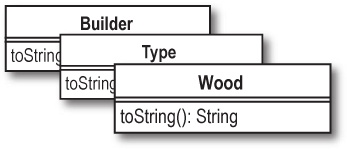 Builder
toString
Type
toString
Wood
toString(): String